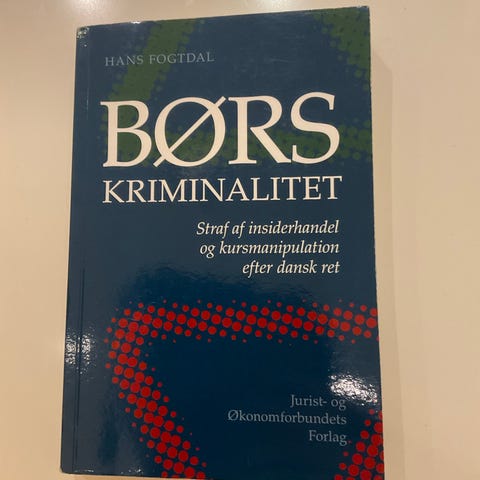 HANS FOGTDAL
BØRS
KRIMINALITET
Straf af insiderhandel
og kursmanipulation
efter dansk ret
Jurist- og
Økonomforbundets
Forlag